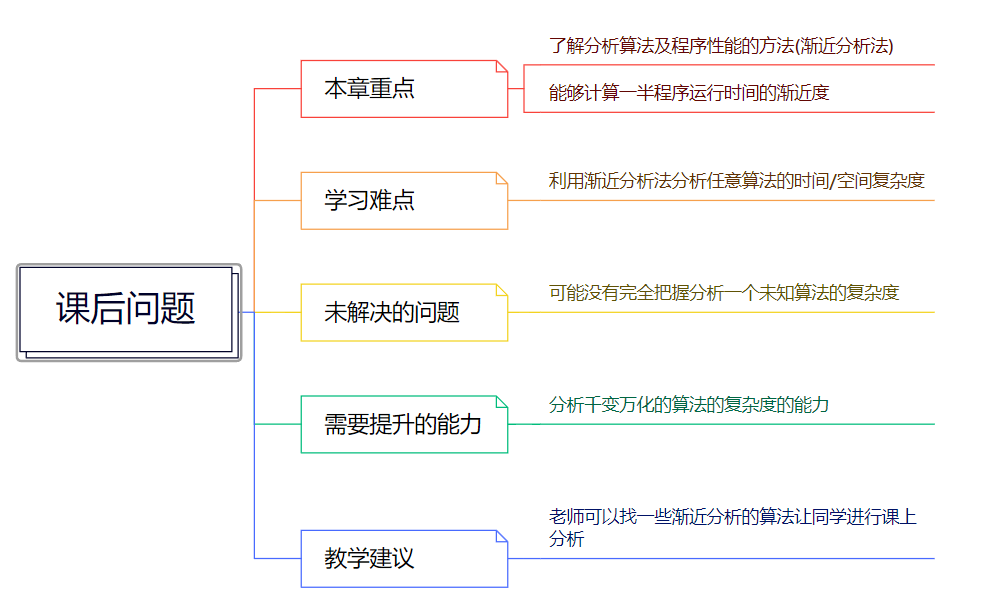 课后问题
本章重点
了解分析算法及程序性能的方法(渐近分析法)
能够计算一半程序运行时间的渐近度
学习难点
利用渐近分析法分析任意算法的时间/空间复杂度
未解决的问题
可能没有完全把握分析一个未知算法的复杂度
需要提升的能力
分析千变万化的算法的复杂度的能力
教学建议
老师可以找一些渐近分析的算法让同学进行课上
分析